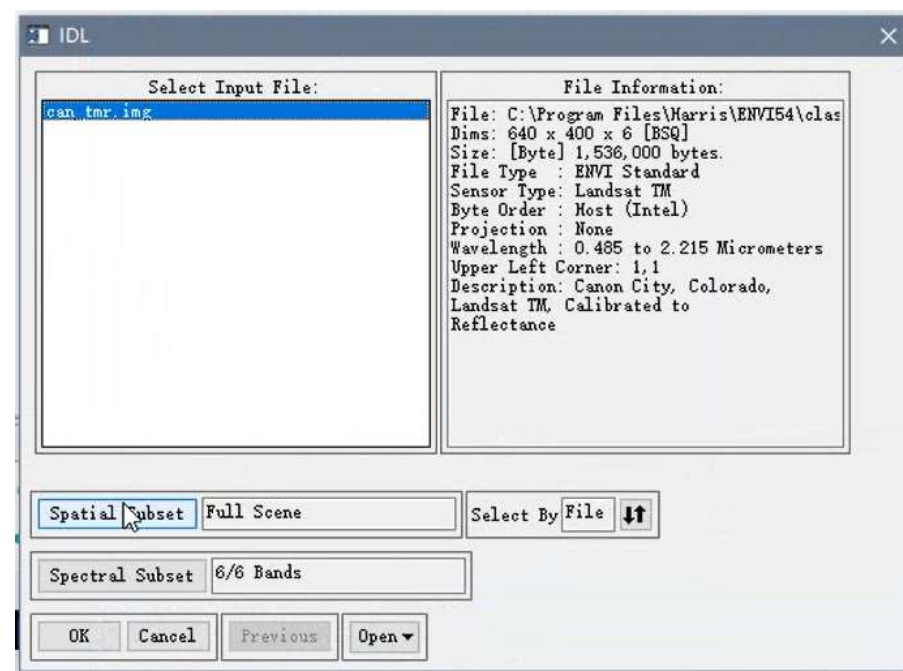 IDL
Select Input File:
can_tmr.img
File Information:
File: C:\Program Files\Harris\ENVI54\clas
Dims: 640 x 400 x 6 [BSQ]
Size: [Byte] 1,536,000 bytes.
File Type  : ENVI Standard
Sensor Type: Landsat TM
Byte Order : Host (Intel)
Projection : None
Wavelength : 0.485 to 2.215 Micrometers
Upper Left Corner: 1,1
Description: Canon City, Colorado,
Landsat TM, Calibrated to
Reflectance
Spatial Subset Full Scene Select By File
Spectral Subset 6/6 Bands
OK Cancel Previous Open